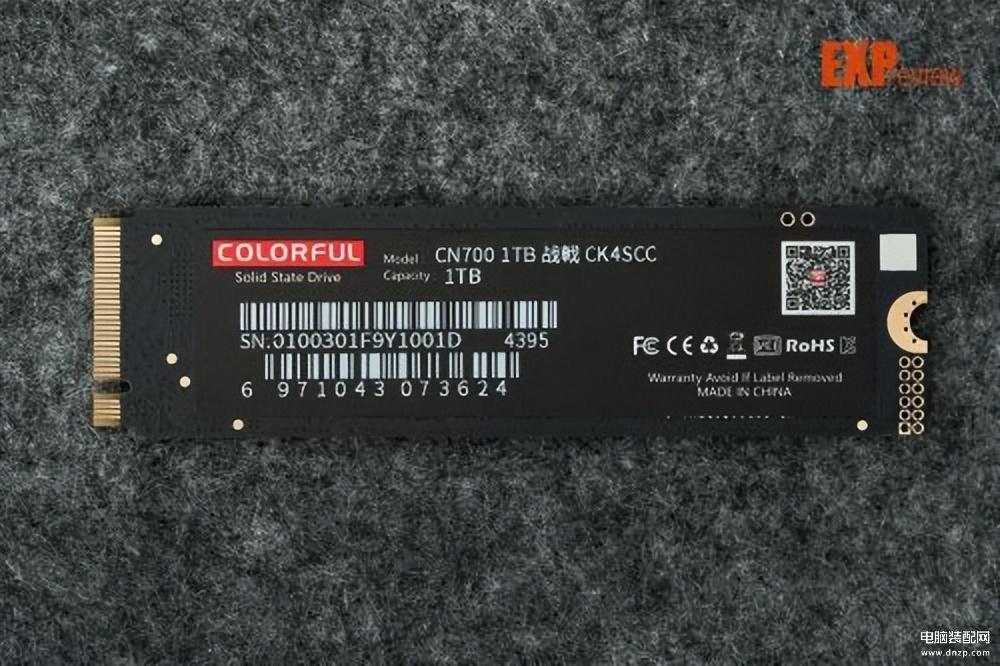 EXPreview
COLORFUL
Solid State Drive
Model: CN700 1TB 战戟 CK4SCC
Capacity: 1TB
SN.0100301F9Y1001D 4395
6 971043 073624
FC CE RoHS
Warranty Avoid If Label Removed
MADE IN CHINA
电脑装配网
www.dnzp.com